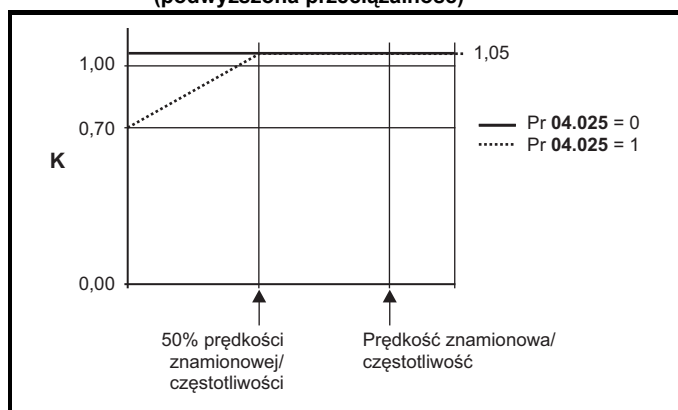 (podwyższona przeciążalność)
1,00
1,05
0,70
K
Pr 04.025 = 0
Pr 04.025 = 1
0,00
50% prędkości
znamionowej/
częstotliwości
Prędkość znamionowa/
częstotliwość